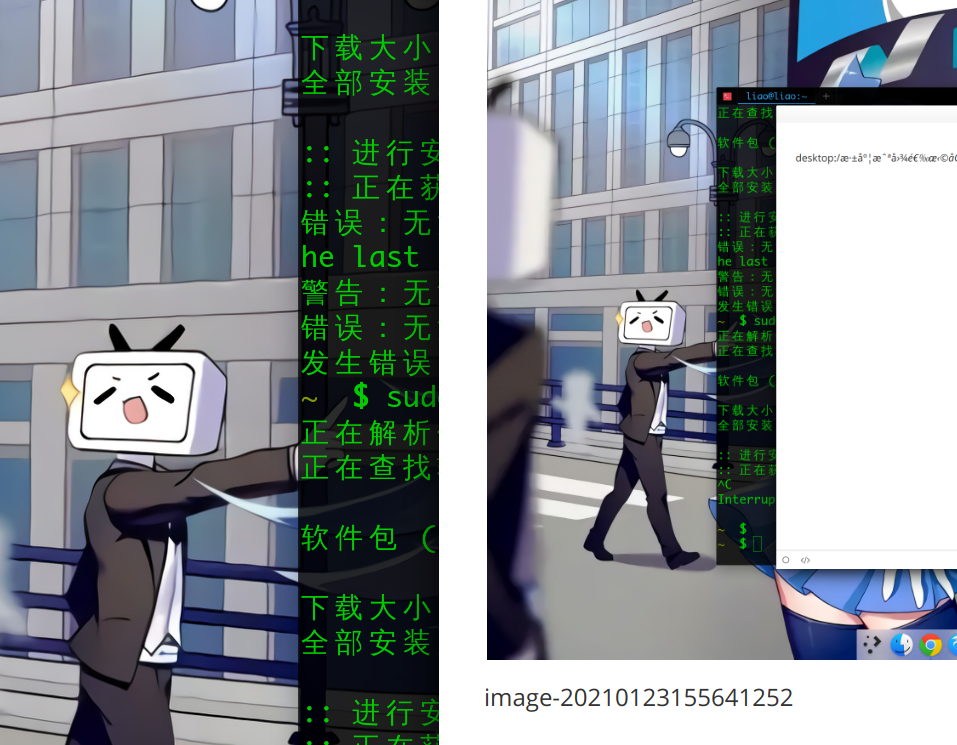 下载大小
全部安装
:: 进行安
:: 正在获
错误：无
he last
警告：无
错误：无
发生错误
~ $ sud
正在解析
正在查找
软件包 (
下载大小
全部安装
:: 进行安
:: 正在获
liao@liao:~ +
正在查找
软件包 (
下载大小
全部安装
:: 进行安
:: 正在获
错误：无
he last
警告：无
错误：无
发生错误
~ $ sud
正在解析
正在查找
软件包 (
下载大小
全部安装
:: 进行安
:: 正在获
^C
Interrup
~ $
~ $
desktop:/
</>
image-20210123155641252